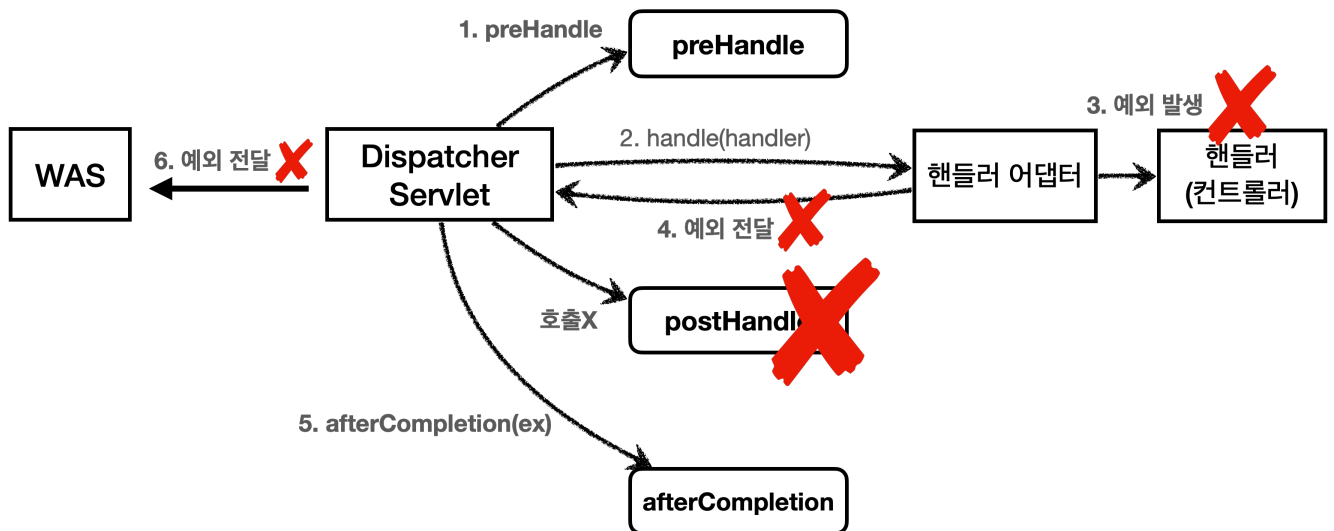 1. preHandle
preHandle
3. 예외 발생
WAS
6. 예외 전달
Dispatcher
Servlet
2. handle(handler)
핸들러 어댑터
핸들러
(컨트롤러)
4. 예외 전달
호출X
postHandle
5. afterCompletion(ex)
afterCompletion